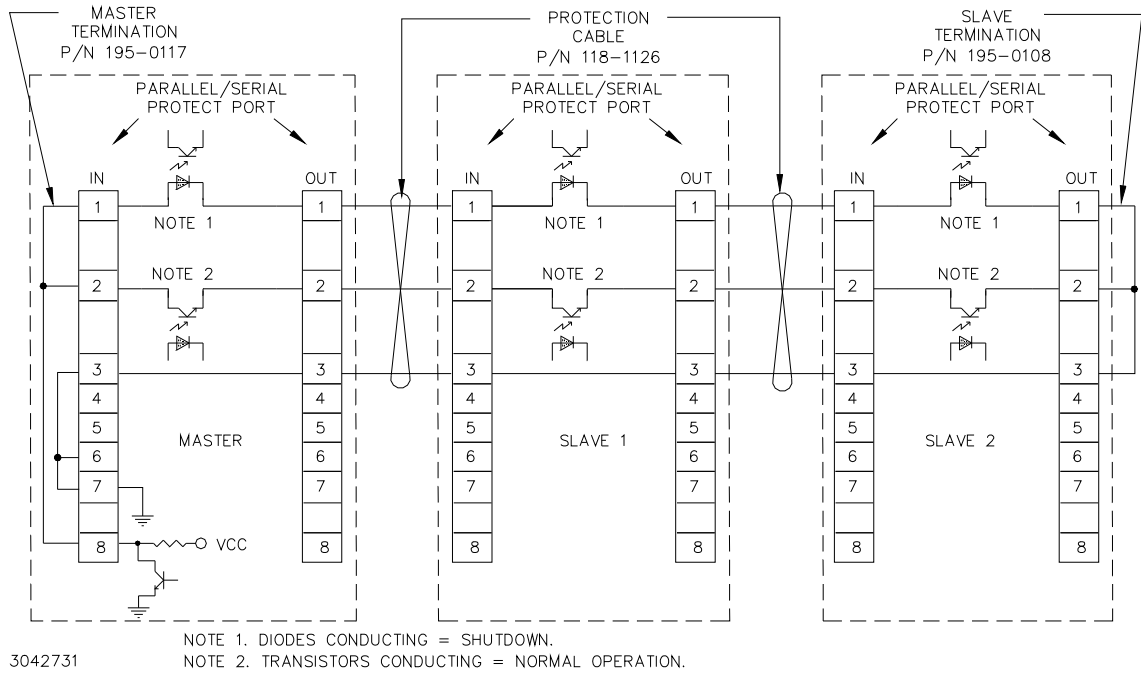 MASTER
TERMINATION
P/N 195-0117
PROTECTION
CABLE
P/N 118-1126
SLAVE
TERMINATION
P/N 195-0108
PARALLEL/SERIAL
PROTECT PORT
PARALLEL/SERIAL
PROTECT PORT
PARALLEL/SERIAL
PROTECT PORT
IN
OUT
IN
OUT
IN
OUT
1
1
1
1
1
1
NOTE 1
NOTE 1
NOTE 1
NOTE 2
NOTE 2
NOTE 2
2
2
2
2
2
2
3
3
3
3
3
3
4
4
4
4
4
4
5
5
5
5
5
5
MASTER
SLAVE 1
SLAVE 2
6
6
6
6
6
6
7
7
7
7
7
7
8
VCC
8
8
8
8
8
NOTE 1. DIODES CONDUCTING = SHUTDOWN.
3042731
NOTE 2. TRANSISTORS CONDUCTING = NORMAL OPERATION.